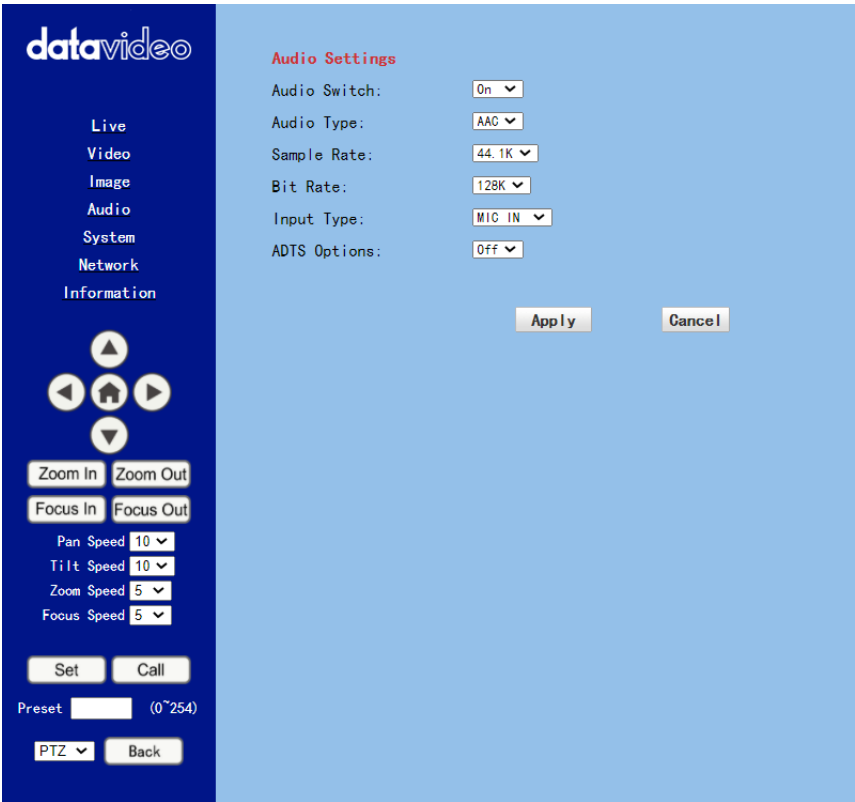 datavideo
Live
Video
Image
Audio
System
Network
Information
Zoom In Zoom Out
Focus In Focus Out
Pan Speed 10
Tilt Speed 10
Zoom Speed 5
Focus Speed 5
Set Call
Preset (0~254)
PTZ Back
Audio Settings
Audio Switch: On
Audio Type: AAC
Sample Rate: 44.1K
Bit Rate: 128K
Input Type: MIC IN
ADTS Options: Off
Apply Cancel